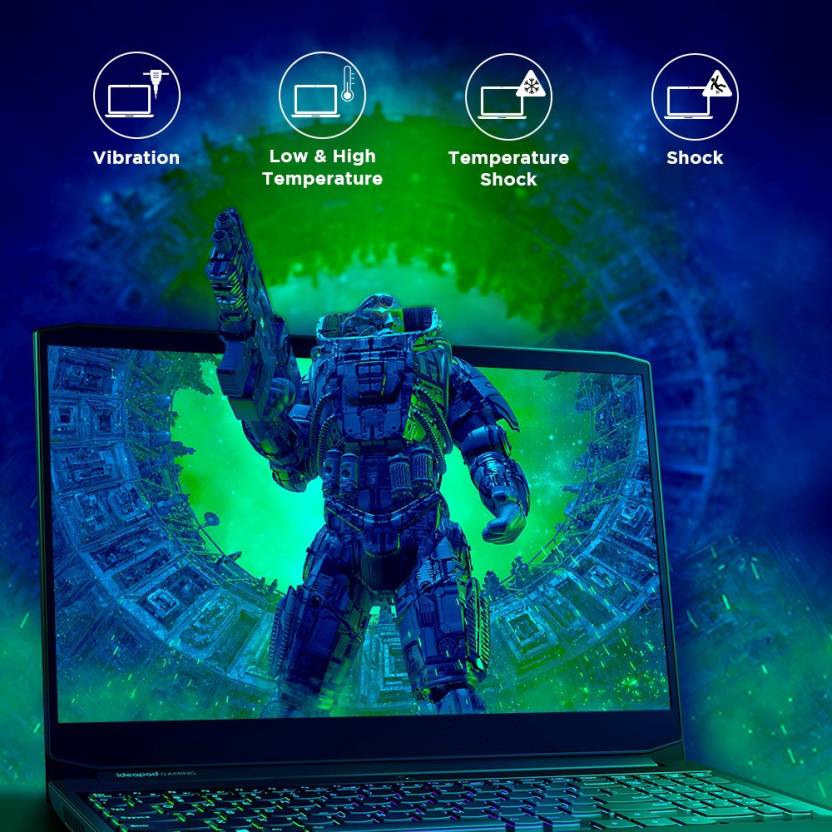 Vibration
Low & High
Temperature
Temperature
Shock
Shock
ideapad GAMING